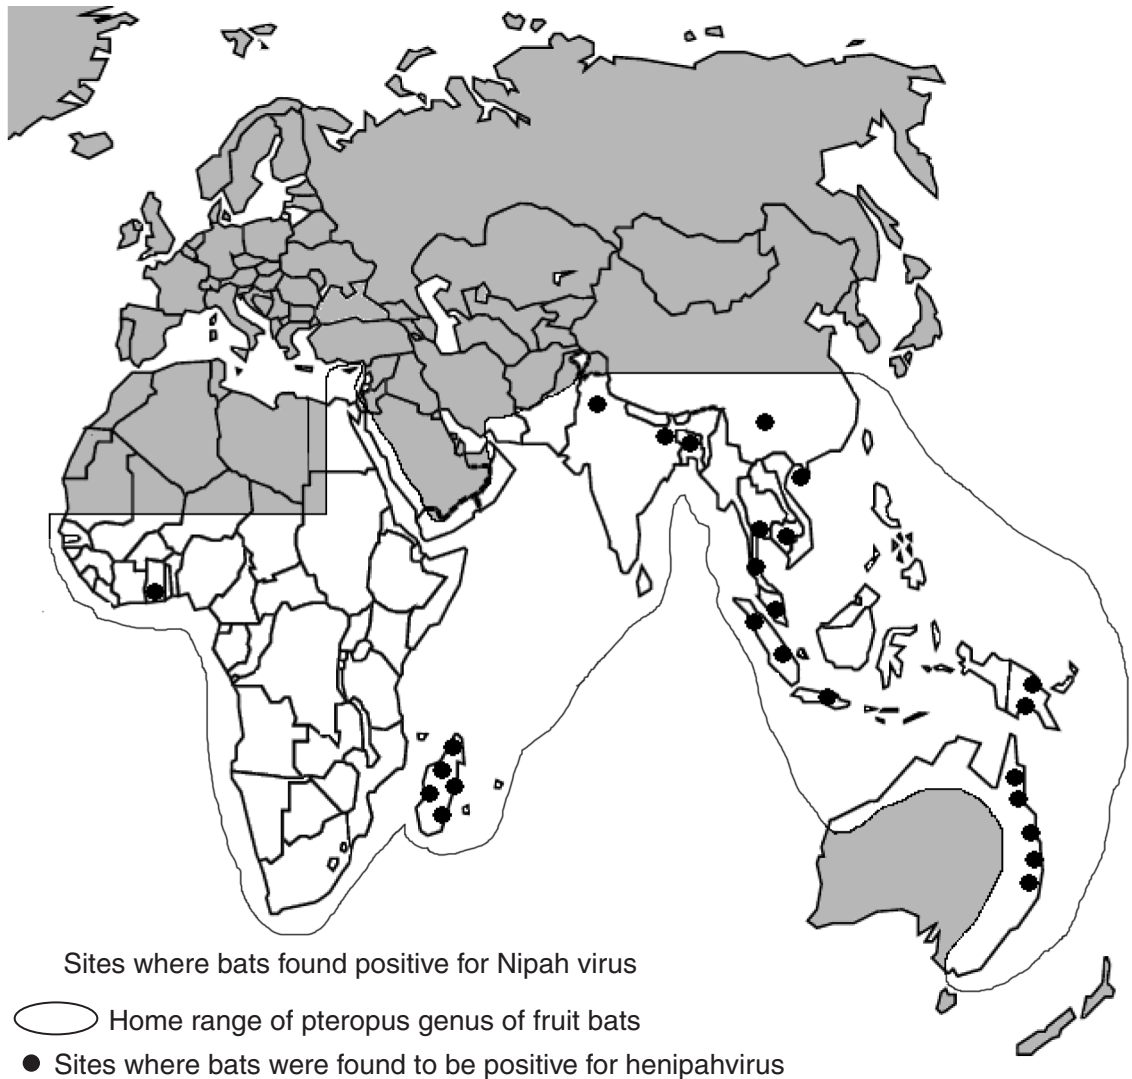 Sites where bats found positive for Nipah virus
Home range of pteropus genus of fruit bats
Sites where bats were found to be positive for henipahvirus